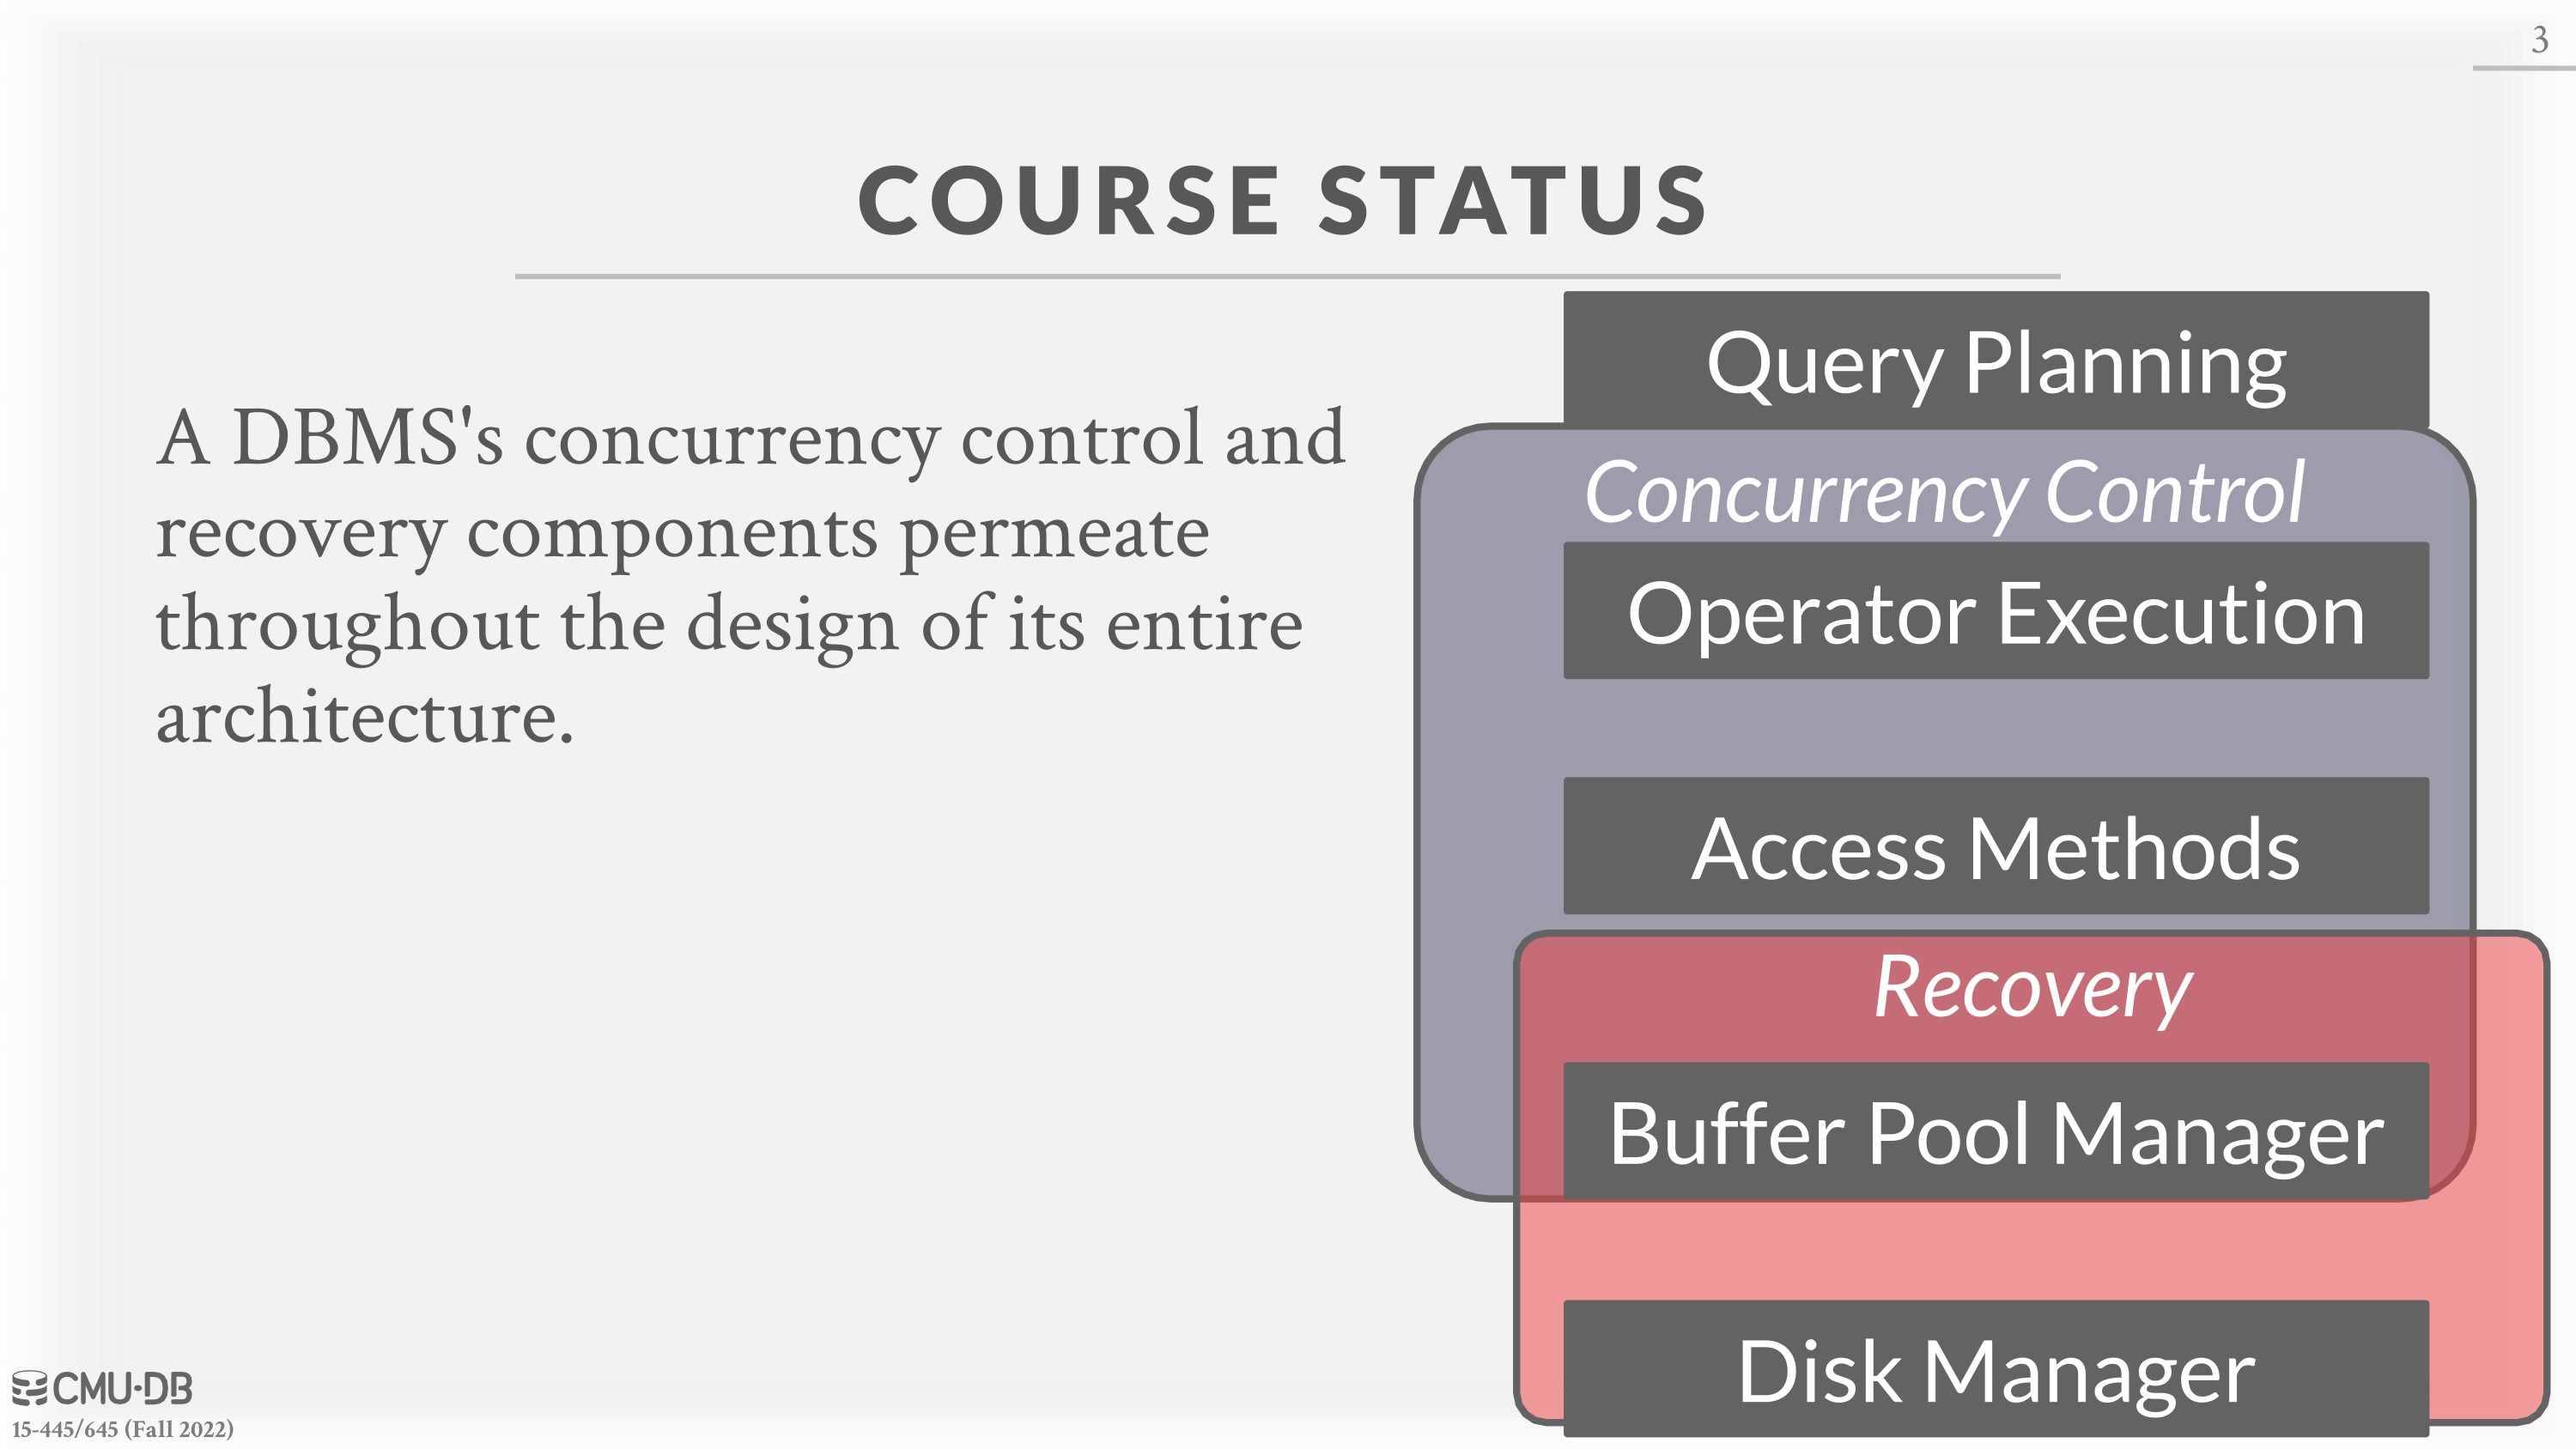 3
COURSE STATUS
A DBMS's concurrency control and
recovery components permeate
throughout the design of its entire
architecture.
Query Planning
Concurrency Control
Operator Execution
Access Methods
Recovery
Buffer Pool Manager
Disk Manager
CMU·DB
15-445/645 (Fall 2022)